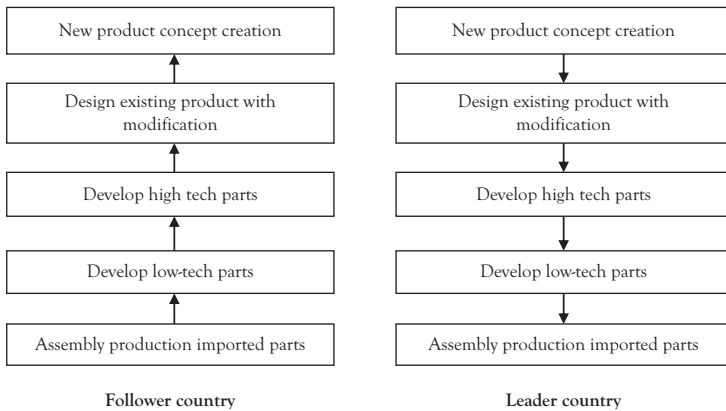 New product concept creation
Design existing product with
modification
Develop high tech parts
Develop low-tech parts
Assembly production imported parts
Follower country
New product concept creation
Design existing product with
modification
Develop high tech parts
Develop low-tech parts
Assembly production imported parts
Leader country